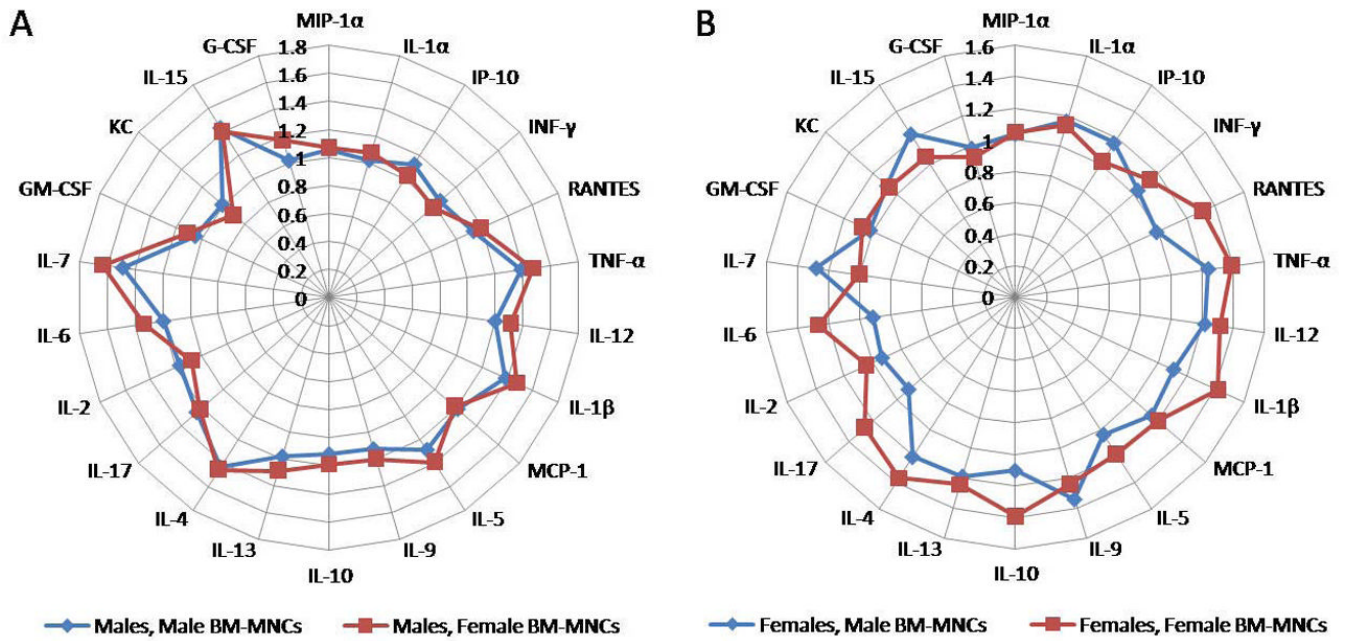 A
MIP-1α
IL-1α
IP-10
INF-γ
RANTES
TNF-α
IL-12
IL-1β
MCP-1
IL-5
IL-9
IL-10
IL-13
IL-4
IL-17
IL-2
IL-6
IL-7
GM-CSF
KC
IL-15
G-CSF
1.8
1.6
1.4
1.2
1
0.8
0.6
0.4
0.2
0
Males, Male BM-MNCs
Males, Female BM-MNCs
B
MIP-1α
IL-1α
IP-10
INF-γ
RANTES
TNF-α
IL-12
IL-1β
MCP-1
IL-5
IL-9
IL-10
IL-13
IL-4
IL-17
IL-2
IL-6
IL-7
GM-CSF
KC
IL-15
G-CSF
1.6
1.4
1.2
1
0.8
0.6
0.4
0.2
0
Females, Male BM-MNCs
Females, Female BM-MNCs